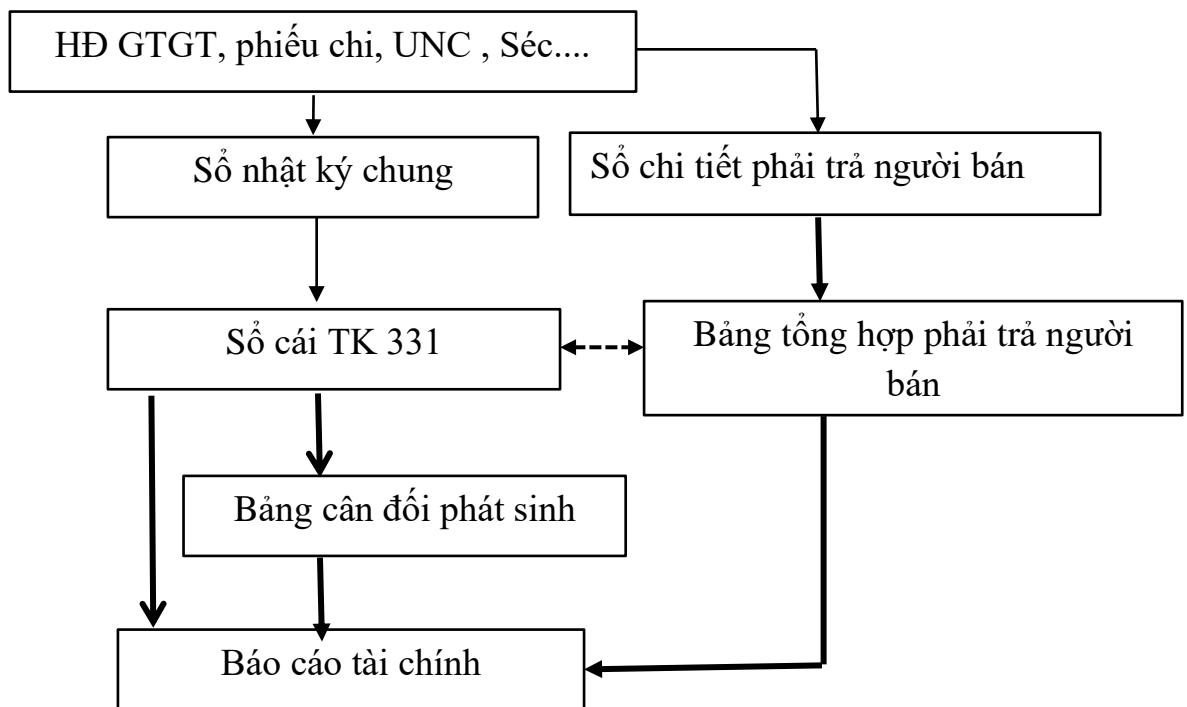 HĐ GTGT, phiếu chi, UNC , Séc....
Sổ nhật ký chung
Sổ chi tiết phải trả người bán
Sổ cái TK 331
Bảng tổng hợp phải trả người
bán
Bảng cân đối phát sinh
Báo cáo tài chính